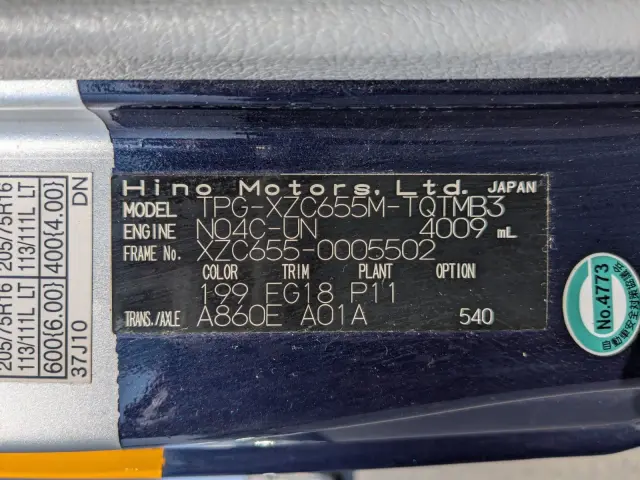 Hino Motors, Ltd. JAPAN
MODEL TPG-XZC655M-TQTMB3
ENGINE N04C-UN 4009 mL
FRAME NO. XZC655-0005502
COLOR TRIM PLANT OPTION
199 FG18 P11
TRANS./AXLE A860E A01A 540
205/75R16 205/75R16
113/111L LT 113/111L LT
600(6.00) 400(4.00)
37J10 DN
No.4773